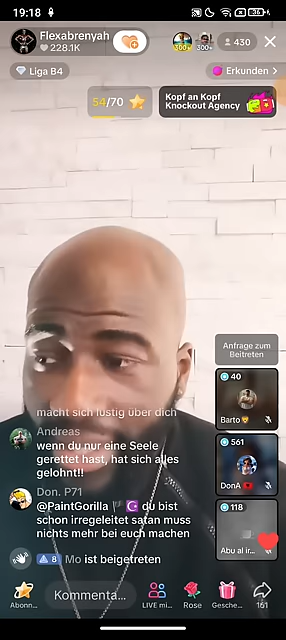 19:18
36
Flexabrenyah
228.1K
300+
300+
430
Liga B4
Erkunden >
54/70
Kopf an Kopf
Knockout Agency
Anfrage zum
Beitreten
40
Barto
561
DonA
118
Abu al ir...
macht sich lustig über dich
Andreas
wenn du nur eine Seele
gerettet hast, hat sich alles
gelohnt!!
Don. P71
@PaintGorilla du bist
schon irregeleitet satan muss
nichts mehr bei euch machen
8 Mo ist beigetreten
Kommenta...
Abonn...
LIVE mi...
Rose
Gesche...
161